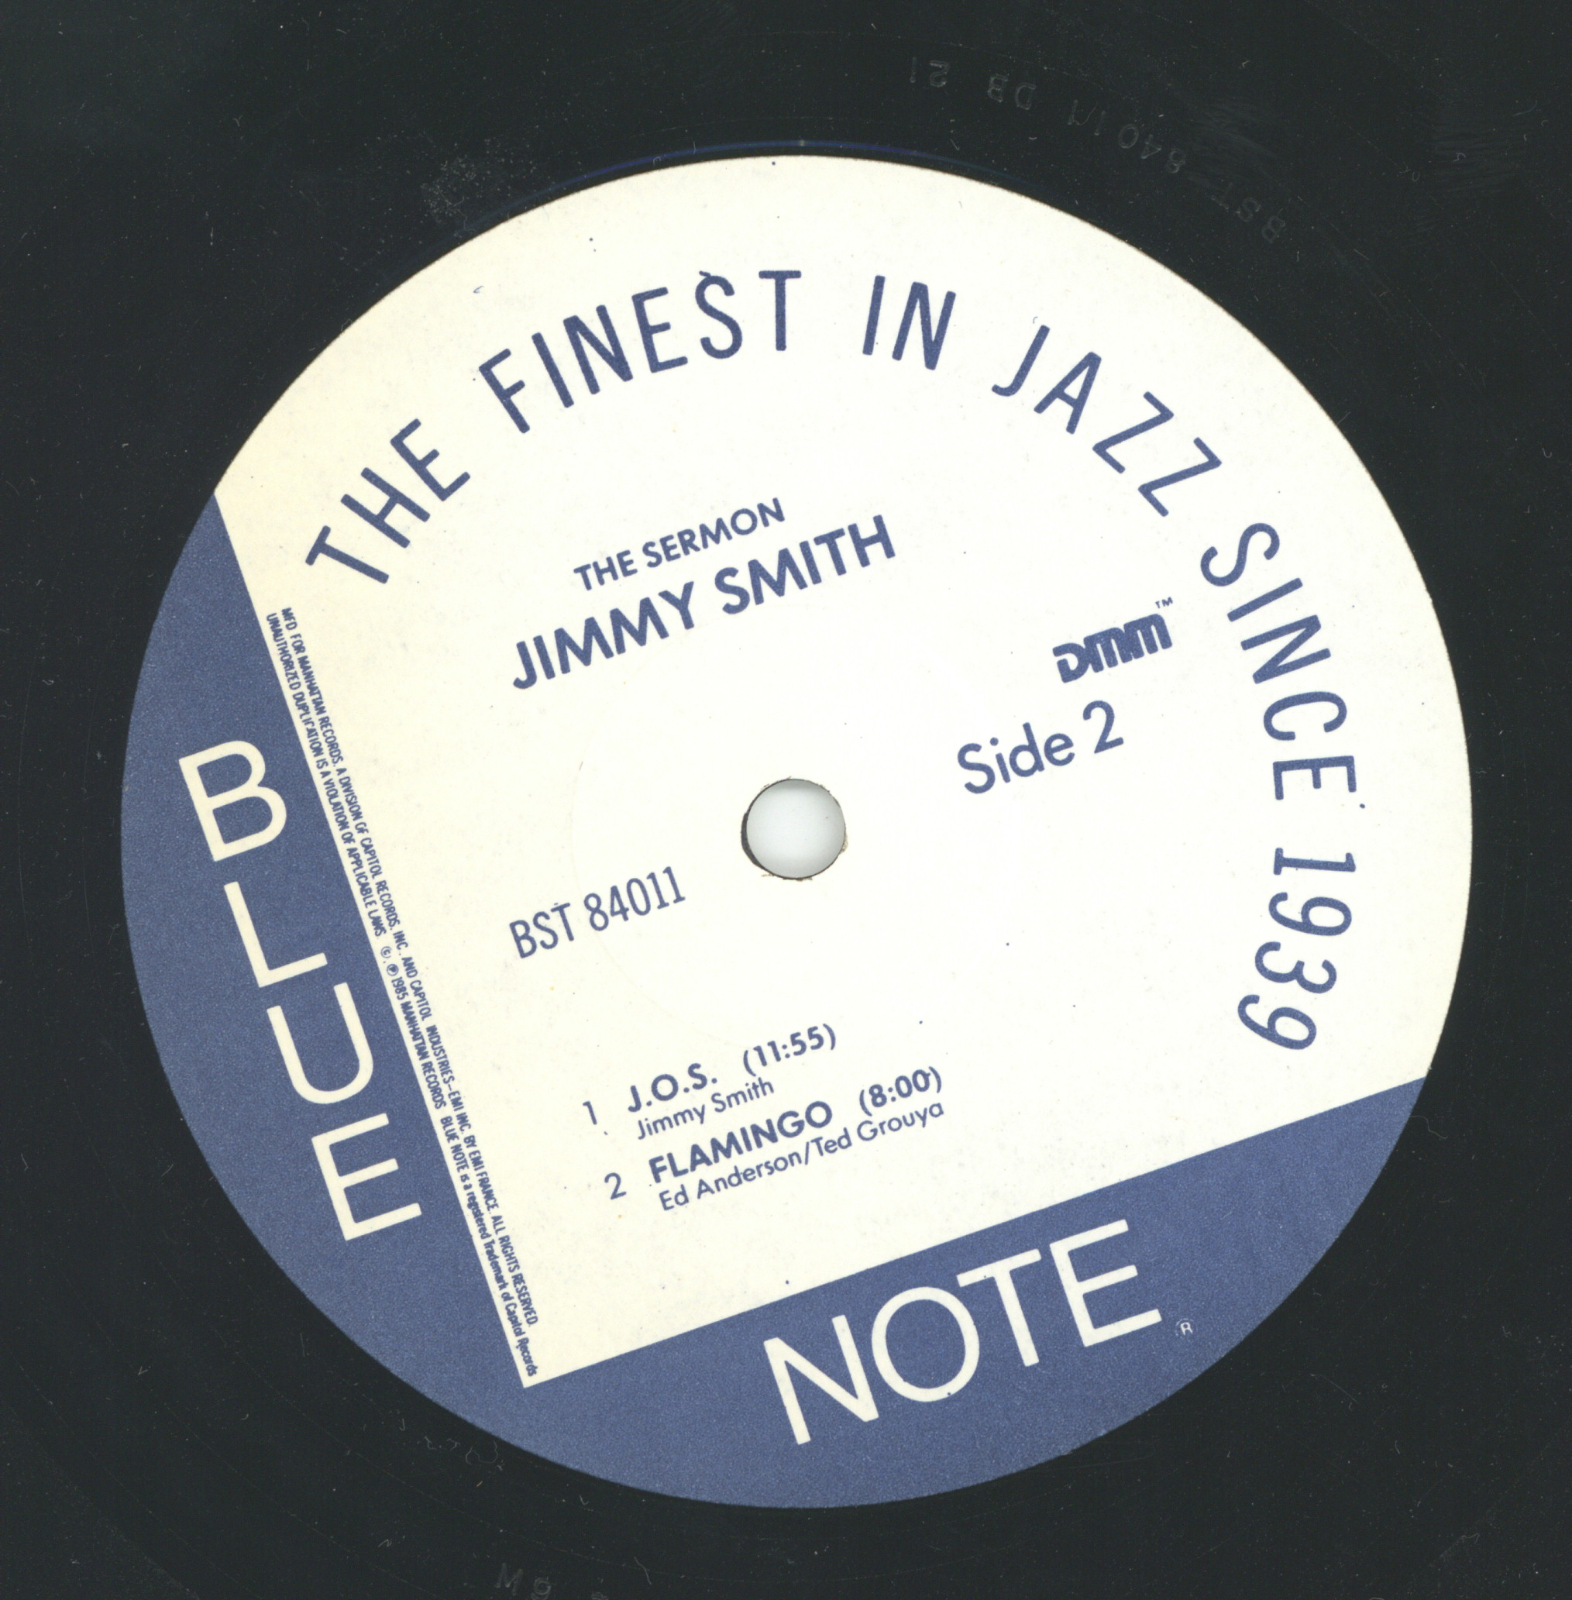 BST 84011 DB 21
THE FINEST IN JAZZ SINCE 1939
THE SERMON
JIMMY SMITH
DMM™
Side 2
BST 84011
1 J.O.S. (11:55)
Jimmy Smith
2 FLAMINGO (8:00)
Ed Anderson/Ted Grouya
MFD. FOR MANHATTAN RECORDS, A DIVISION OF CAPITOL RECORDS, INC., AND CAPITOL INDUSTRIES—EMI INC. BY EMI FRANCE. ALL RIGHTS RESERVED.
UNAUTHORIZED DUPLICATION IS A VIOLATION OF APPLICABLE LAWS ©, ℗ 1985 MANHATTAN RECORDS BLUE NOTE is a registered Trademark of Capitol Records
BLUE
NOTE®